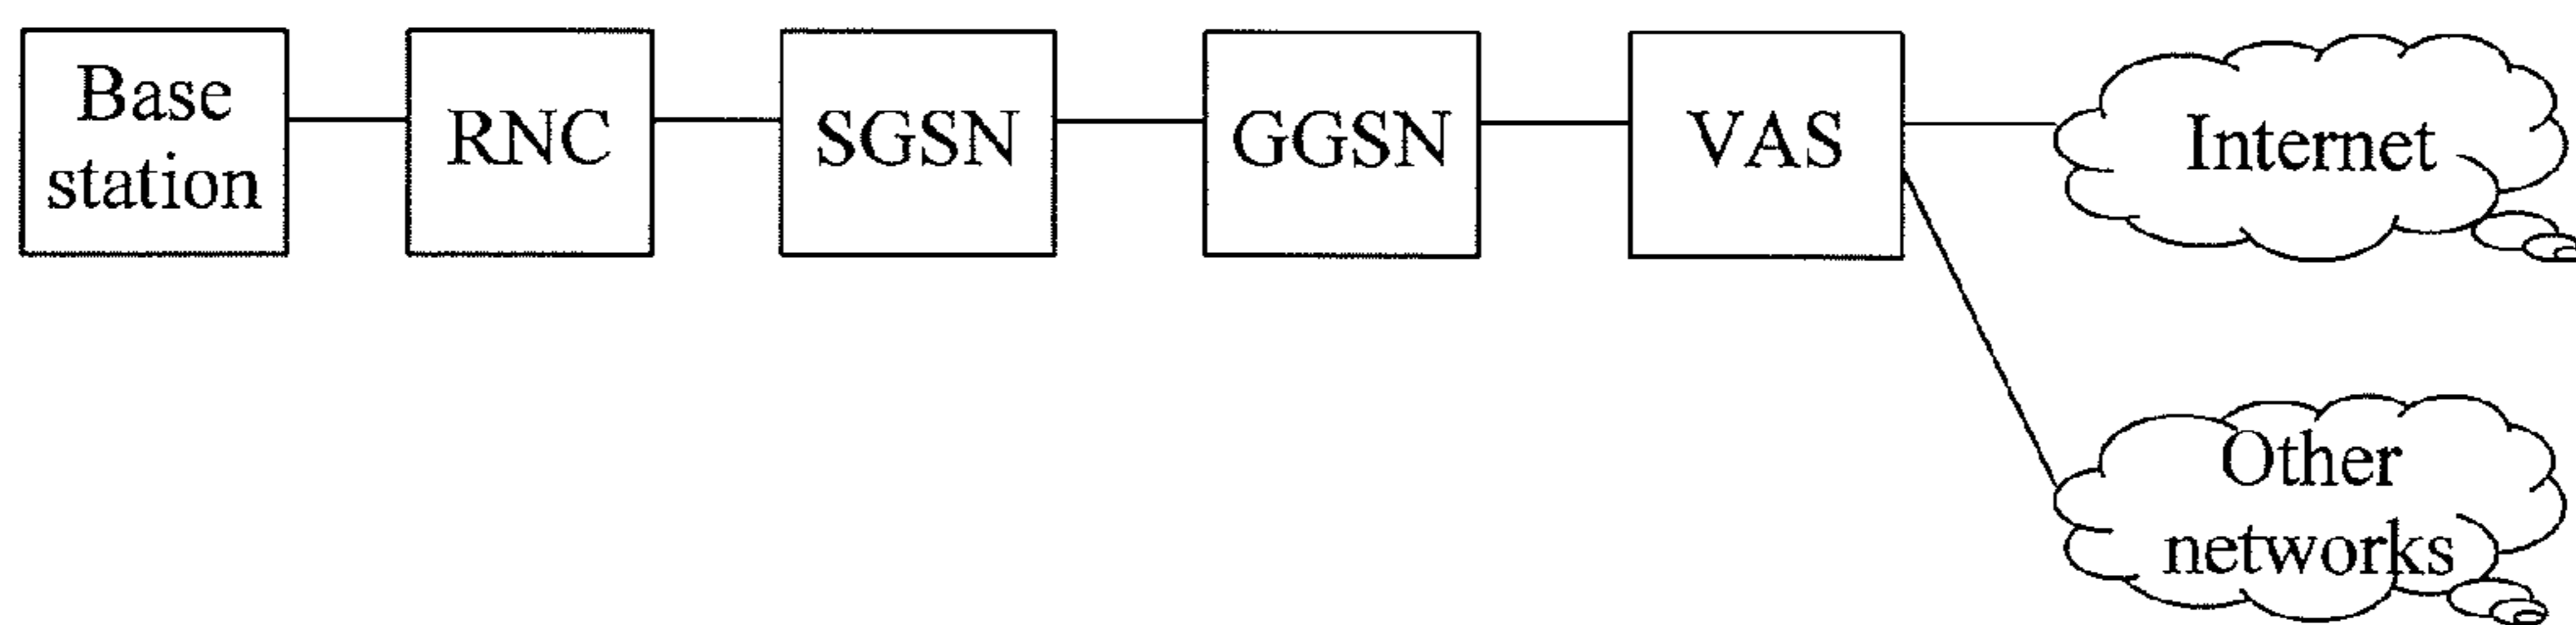 Base
station
RNC
SGSN
GGSN
VAS
Internet
Other
networks